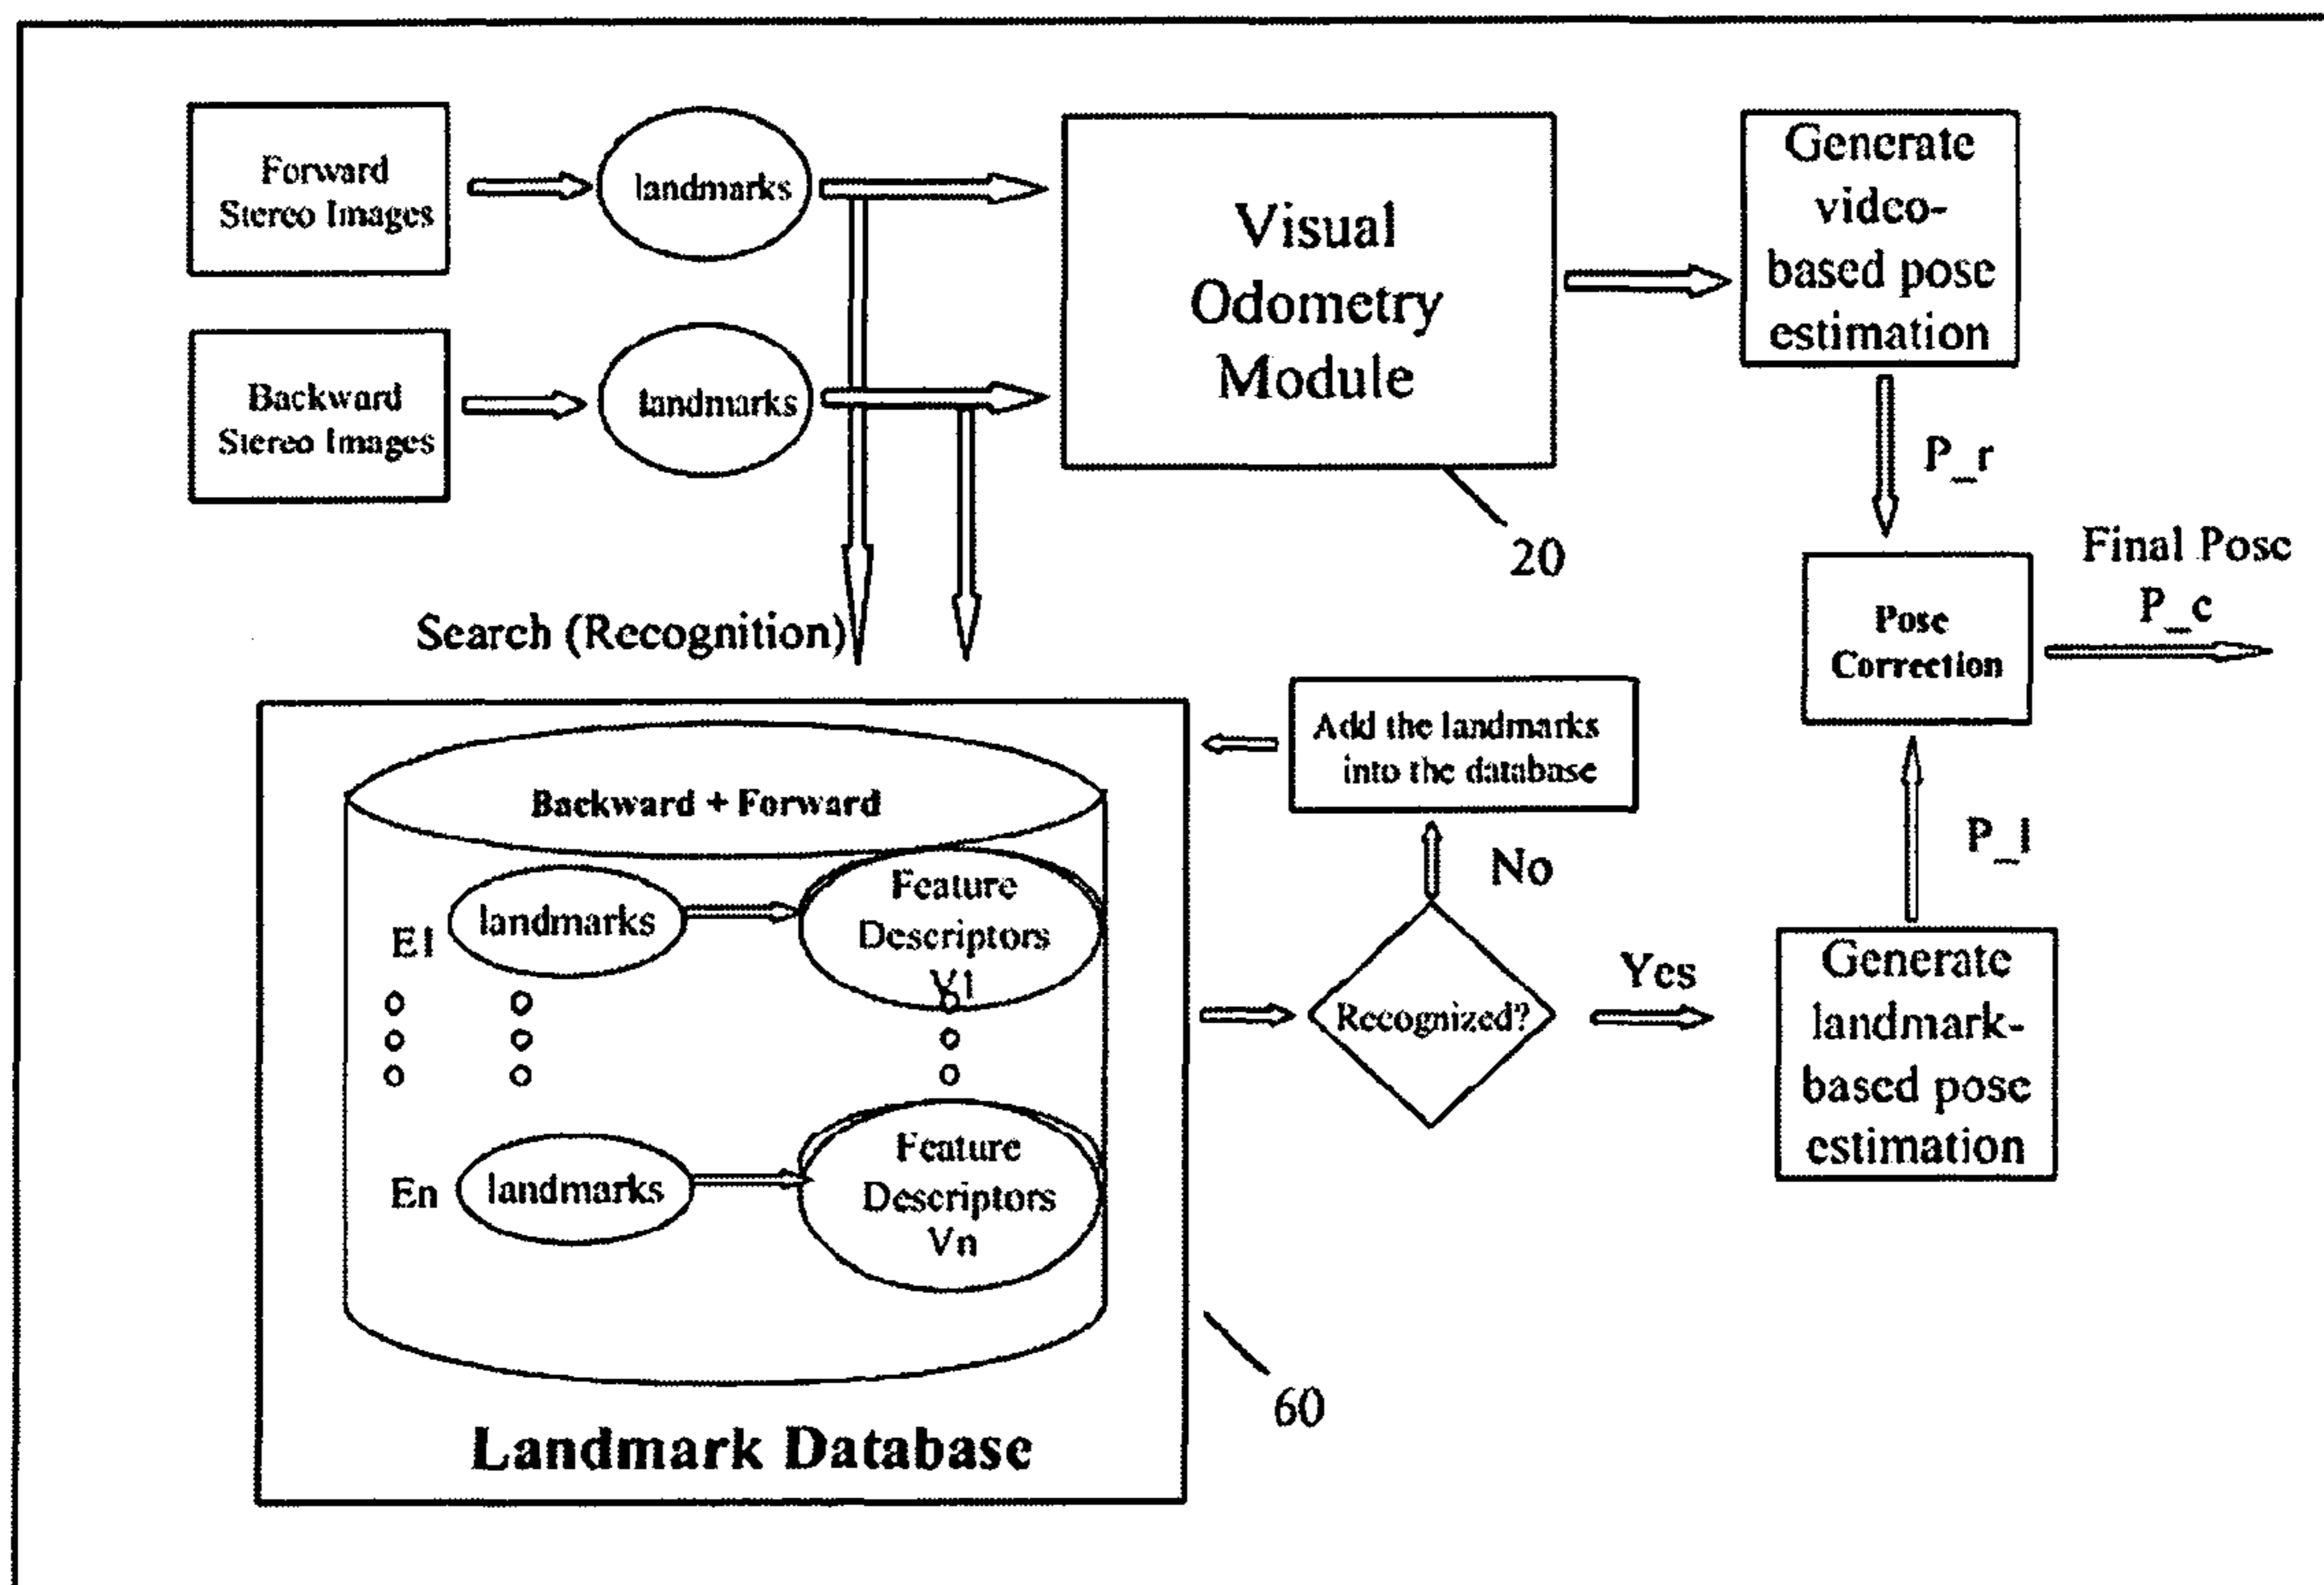 Forward
Stereo Images
landmarks
Visual
Odometry
Module
Generate
video-
based pose
estimation
Backward
Stereo Images
landmarks
P_r
20
Final Pose
P_c
Search (Recognition)
Pose
Correction
Add the landmarks
into the database
Backward + Forward
No
P_l
E1
landmarks
Feature
Descriptors
V1
Recognized?
Yes
Generate
landmark-
based pose
estimation
En
landmarks
Feature
Descriptors
Vn
60
Landmark Database